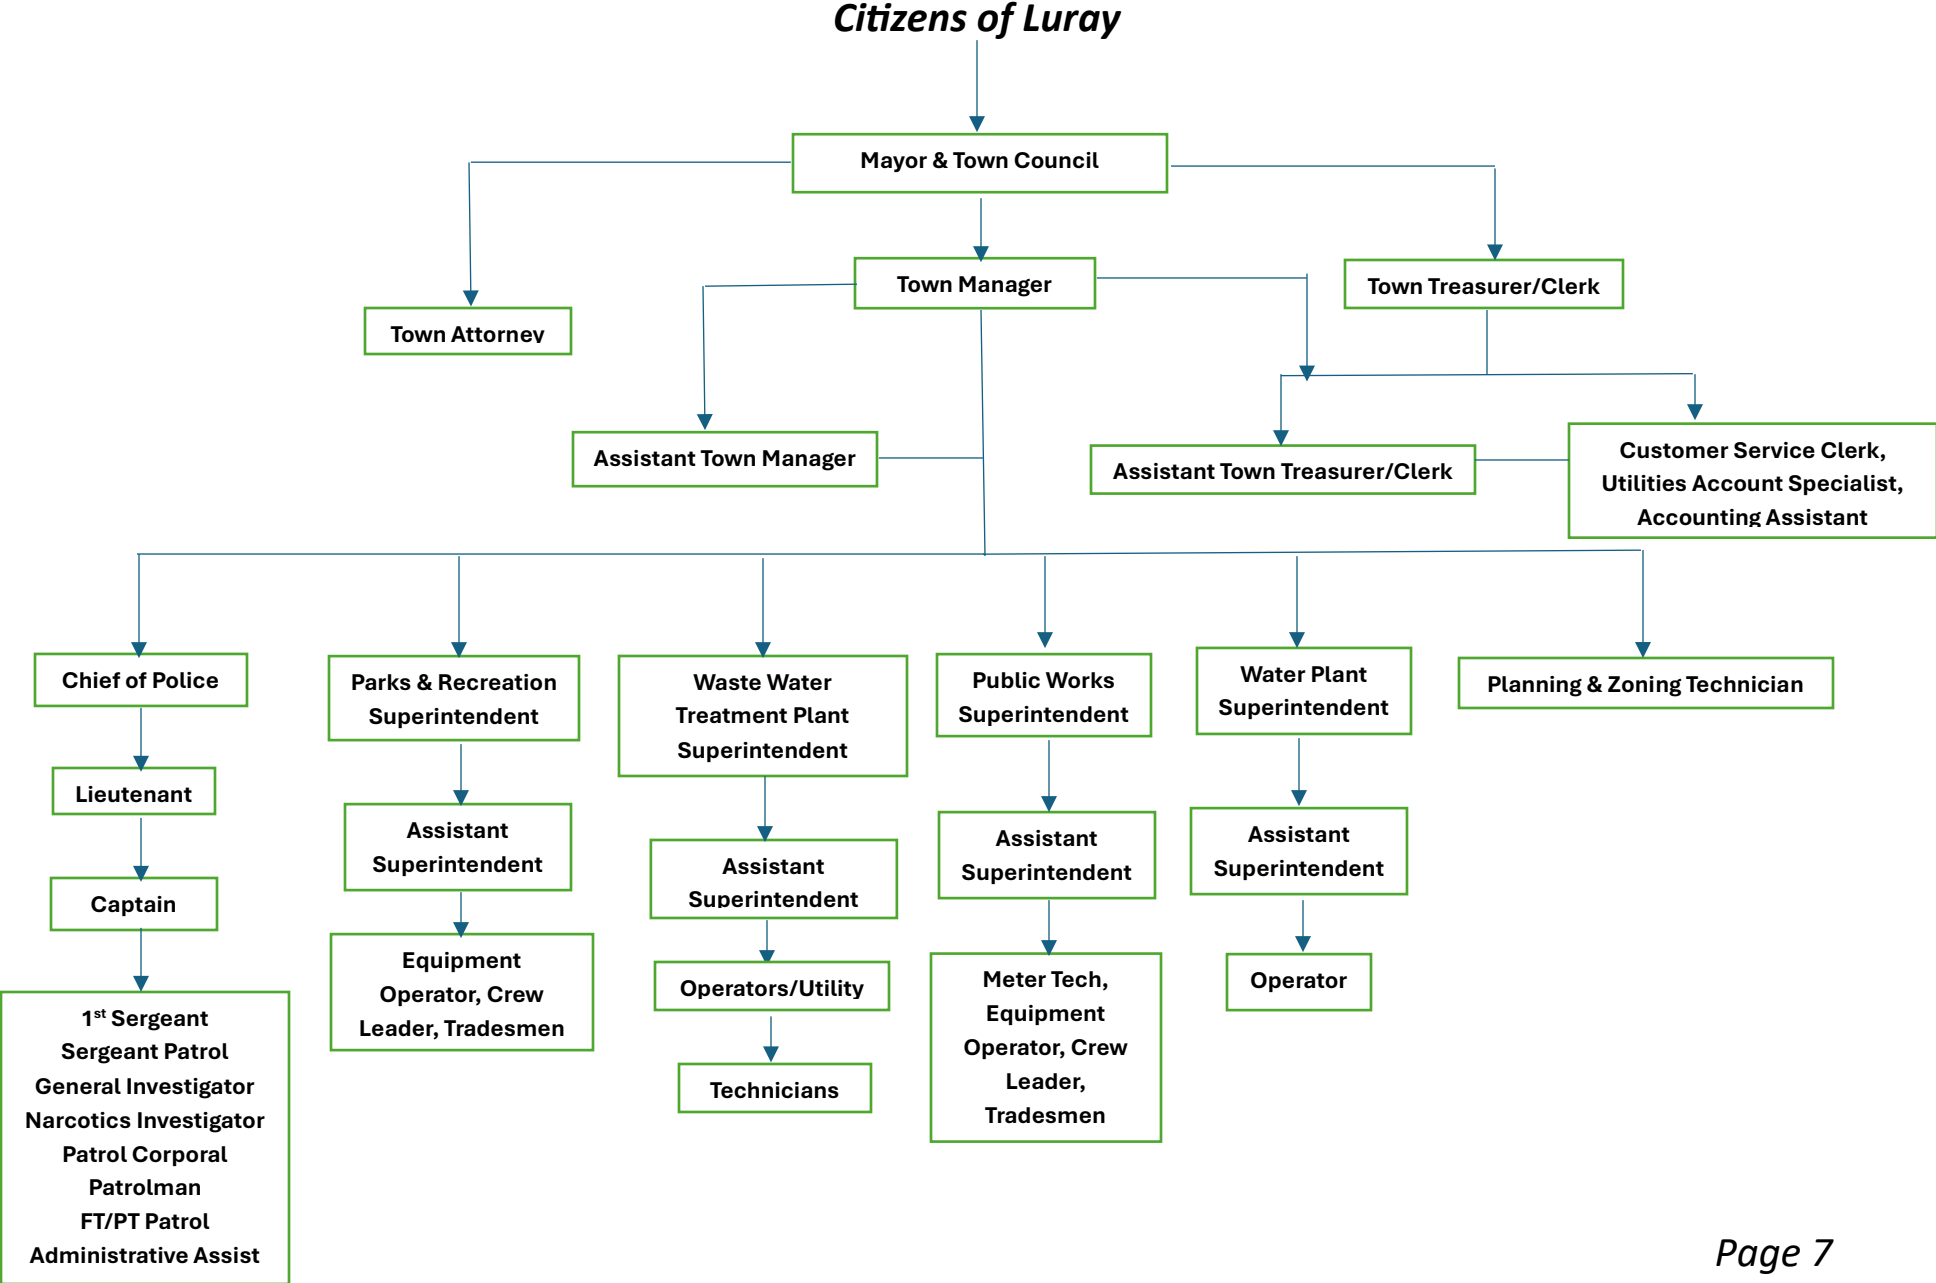 Citizens of Luray
Mayor & Town Council
Town Manager
Town Treasurer/Clerk
Town Attorney
Assistant Town Manager
Assistant Town Treasurer/Clerk
Customer Service Clerk,
Utilities Account Specialist,
Accounting Assistant
Chief of Police
Lieutenant
Captain
1st Sergeant
Sergeant Patrol
General Investigator
Narcotics Investigator
Patrol Corporal
Patrolman
FT/PT Patrol
Administrative Assist
Parks & Recreation
Superintendent
Assistant
Superintendent
Equipment
Operator, Crew
Leader, Tradesmen
Waste Water
Treatment Plant
Superintendent
Assistant
Superintendent
Operators/Utility
Technicians
Public Works
Superintendent
Assistant
Superintendent
Meter Tech,
Equipment
Operator, Crew
Leader,
Tradesmen
Water Plant
Superintendent
Assistant
Superintendent
Operator
Planning & Zoning Technician
Page 7